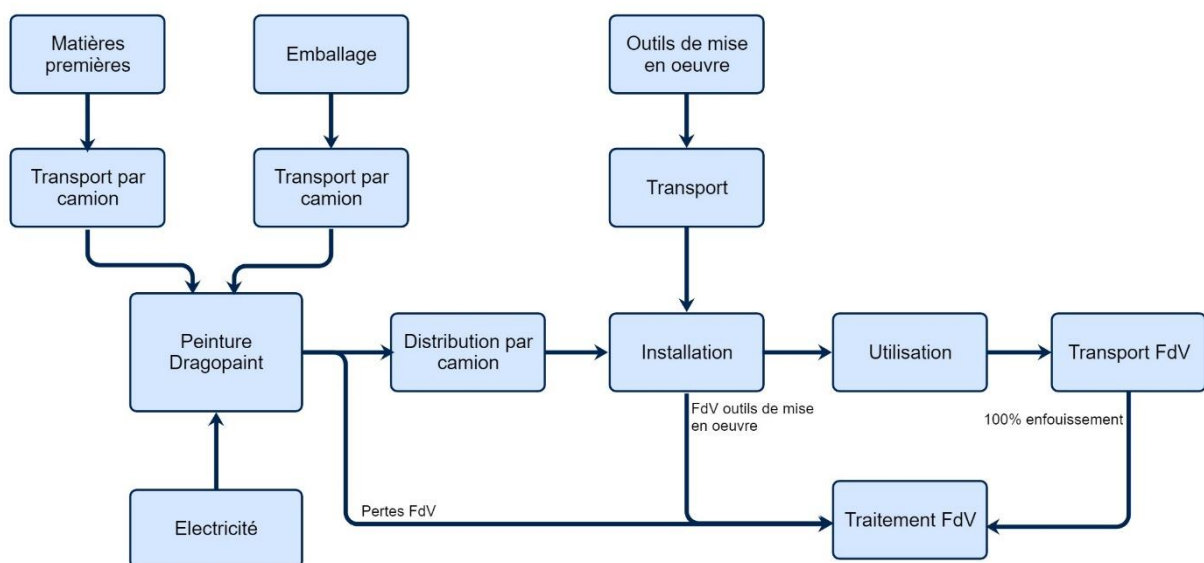 Matières
premières
Emballage
Outils de mise
en oeuvre
Transport par
camion
Transport par
camion
Transport
Peinture
Dragopaint
Distribution par
camion
Installation
Utilisation
Transport FdV
FdV outils de mise
en oeuvre
100% enfouissement
Electricité
Pertes FdV
Traitement FdV